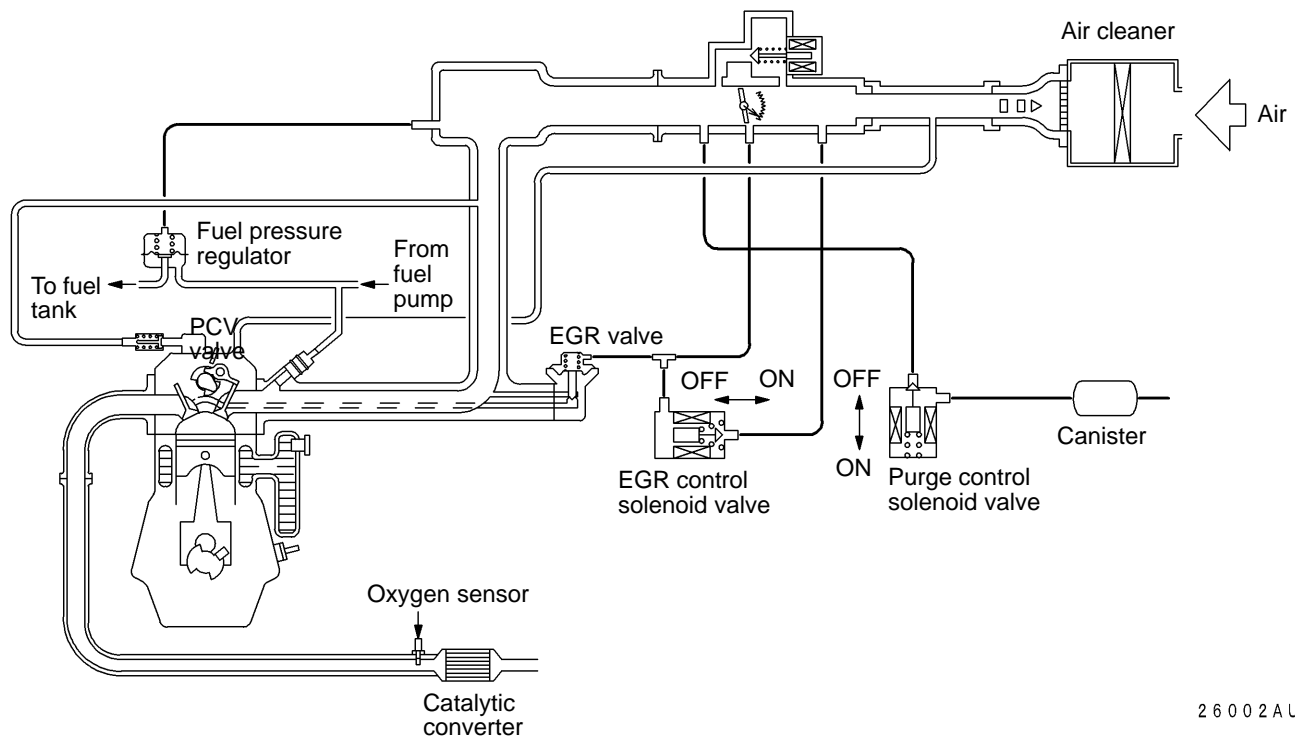 Air cleaner
Air
Fuel pressure
regulator
From
fuel
pump
To fuel
tank
PCV
valve
EGR valve
OFF
ON
OFF
ON
Canister
EGR control
solenoid valve
Purge control
solenoid valve
Oxygen sensor
Catalytic
converter
26002AU